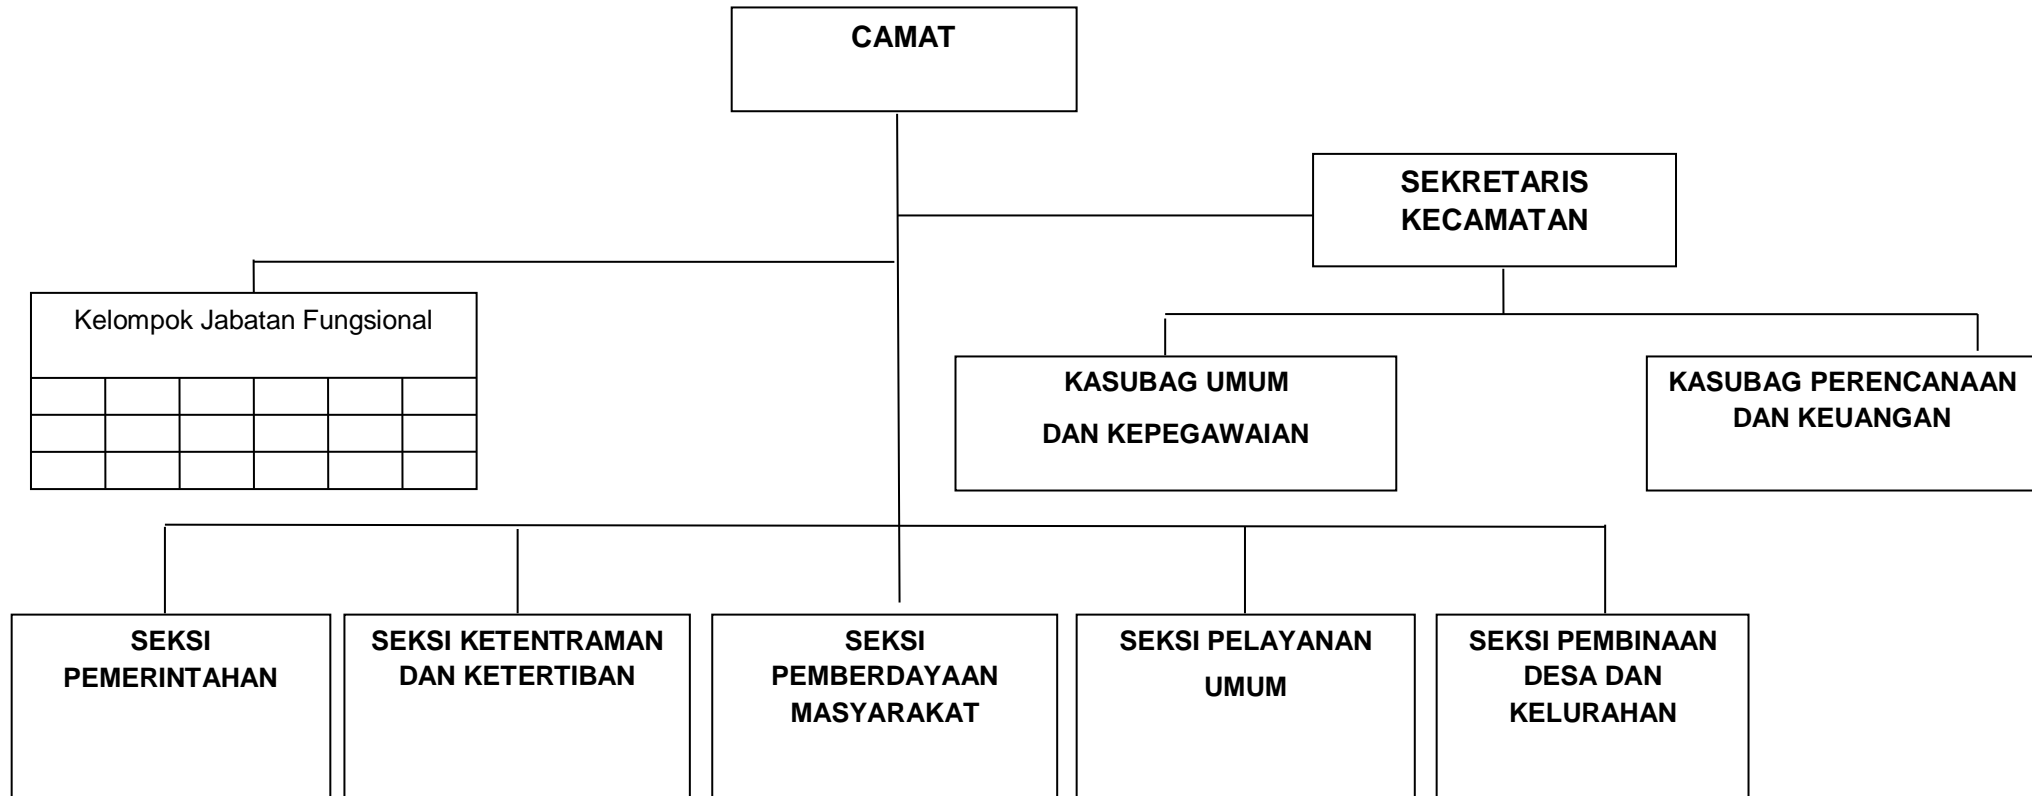 CAMAT
SEKRETARIS
KECAMATAN
Kelompok Jabatan Fungsional
KASUBAG UMUM
DAN KEPEGAWAIAN
KASUBAG PERENCANAAN
DAN KEUANGAN
SEKSI
PEMERINTAHAN
SEKSI KETENTRAMAN
DAN KETERTIBAN
SEKSI
PEMBERDAYAAN
MASYARAKAT
SEKSI PELAYANAN
UMUM
SEKSI PEMBINAAN
DESA DAN
KELURAHAN